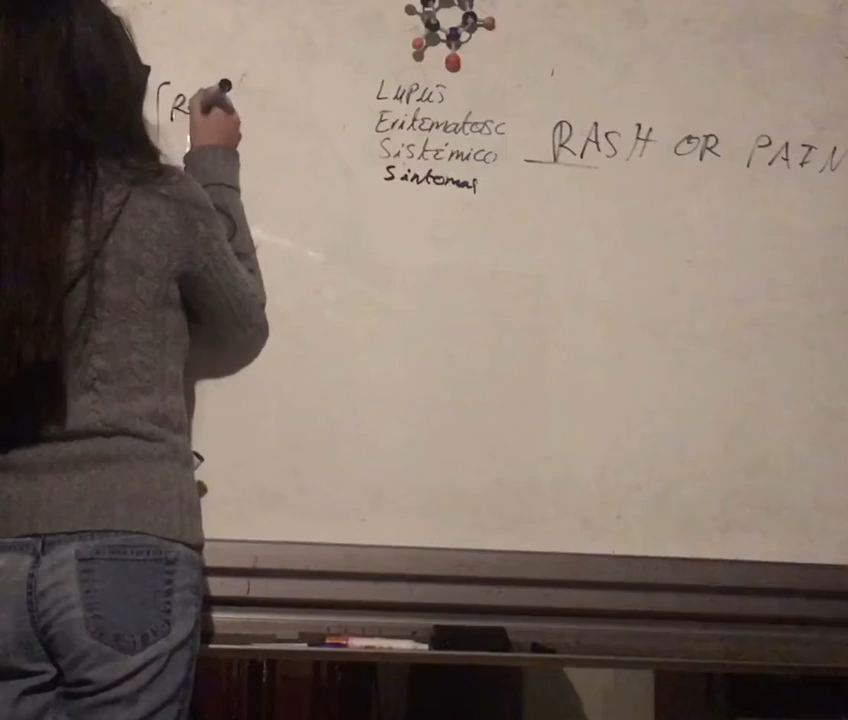 LUPUS
Eritematoso
Sistémico
Síntomas
RASH OR PAIN